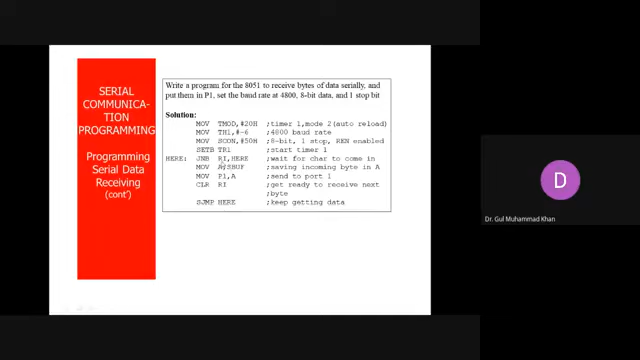 SERIAL
COMMUNICA-
TION
PROGRAMMING
Programming
Serial Data
Receiving
(cont’)
Write a program for the 8051 to receive bytes of data serially, and
put them in P1, set the baud rate at 4800, 8-bit data, and 1 stop bit
Solution:
MOV TMOD,#20H ;timer 1,mode 2(auto reload)
MOV TH1,#-6 ;4800 baud rate
MOV SCON,#50H ;8-bit, 1 stop, REN enabled
SETB TR1 ;start timer 1
HERE: JNB RI,HERE ;wait for char to come in
MOV A,SBUF ;saving incoming byte in A
MOV P1,A ;send to port 1
CLR RI ;get ready to receive next
;byte
SJMP HERE ;keep getting data
D
Dr. Gul Muhammad Khan